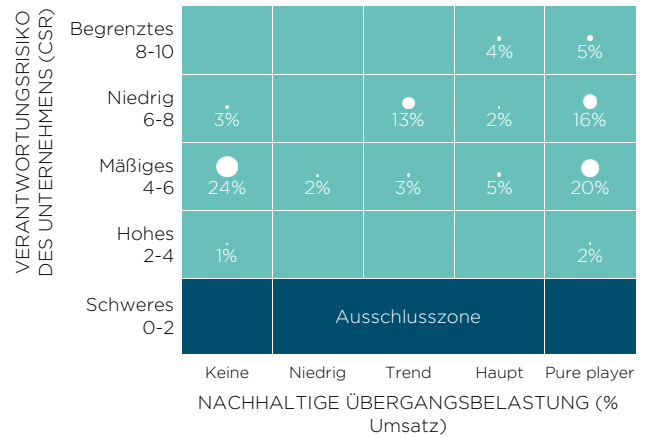 VERANTWORTUNGSRISIKO
DES UNTERNEHMENS (CSR)
Begrenztes
8-10
4%
5%
Niedrig
6-8
3%
13%
2%
16%
Mäßiges
4-6
24%
2%
3%
5%
20%
Hohes
2-4
1%
2%
Schweres
0-2
Ausschlusszone
Keine
Niedrig
Trend
Haupt
Pure player
NACHHALTIGE ÜBERGANGSBELASTUNG (%
Umsatz)